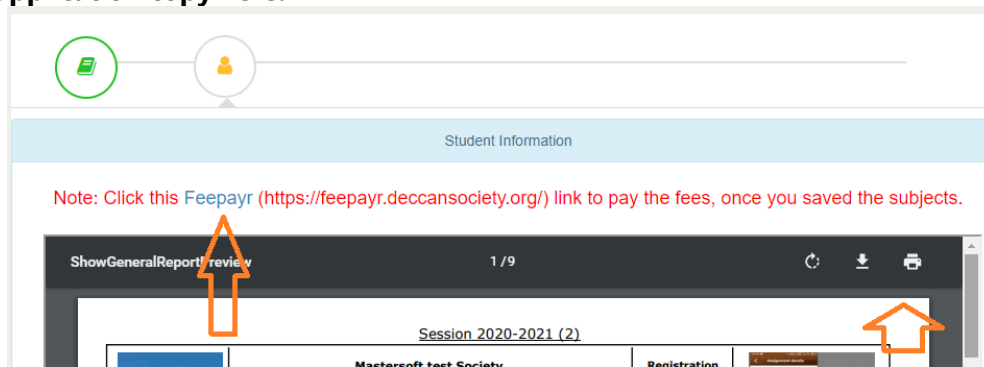 Student Information
Note: Click this Feepayr (https://feepayr.deccansociety.org/) link to pay the fees, once you saved the subjects.
ShowGeneralReportPreview 1 / 9
Session 2020-2021 (2)
Mastersoft test Society Registration